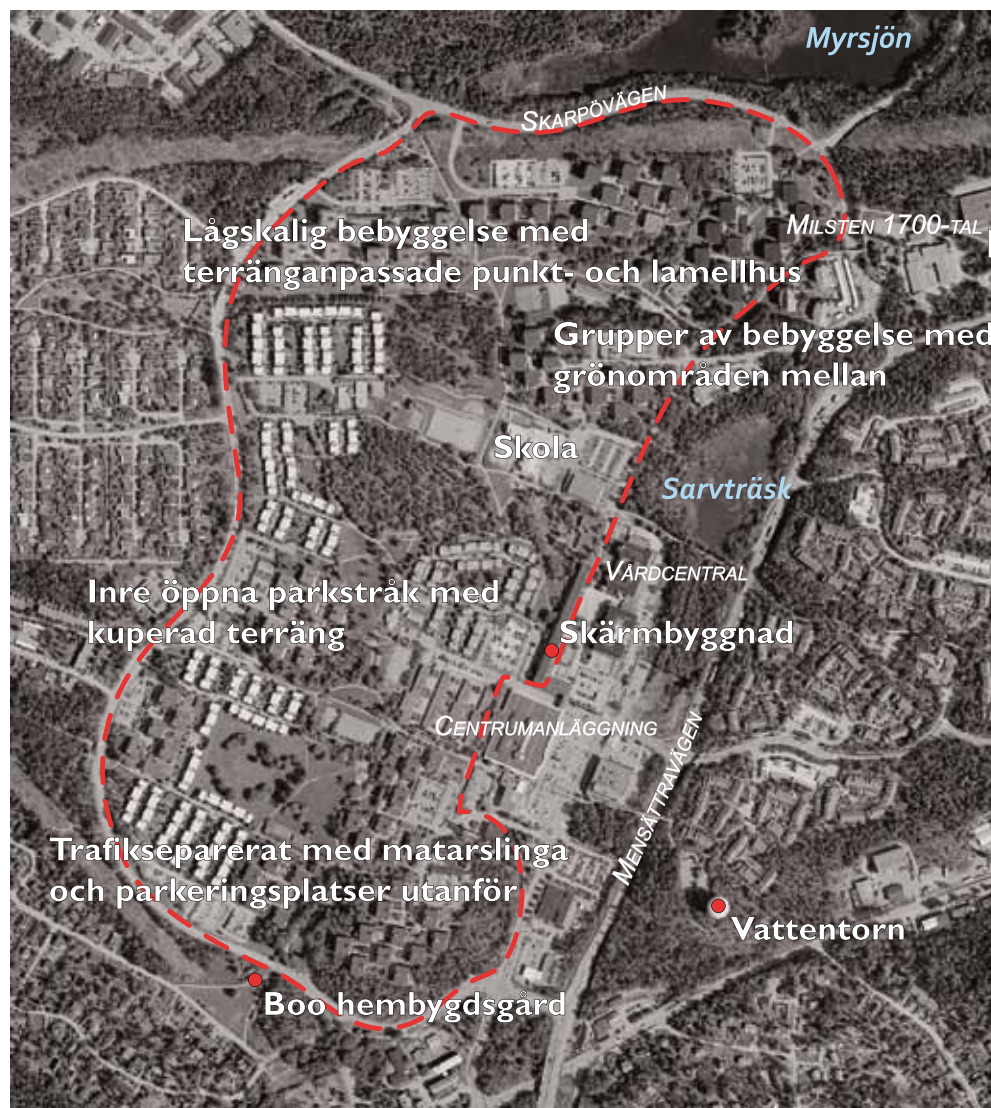 Myrsjön
SKARPÖVÄGEN
MILSTEN 1700-TAL
Lågskalig bebyggelse med
terränganpassade punkt- och lamellhus
Grupper av bebyggelse med
grönområden mellan
Skola
Sarvträsk
VÅRDCENTRAL
Inre öppna parkstråk med
kuperad terräng
Skärmbyggnad
CENTRUMANLÄGGNING
MENSÄTTRAVÄGEN
Trafikseparerat med matarslinga
och parkeringsplatser utanför
Vattentorn
Boo hembygdsgård